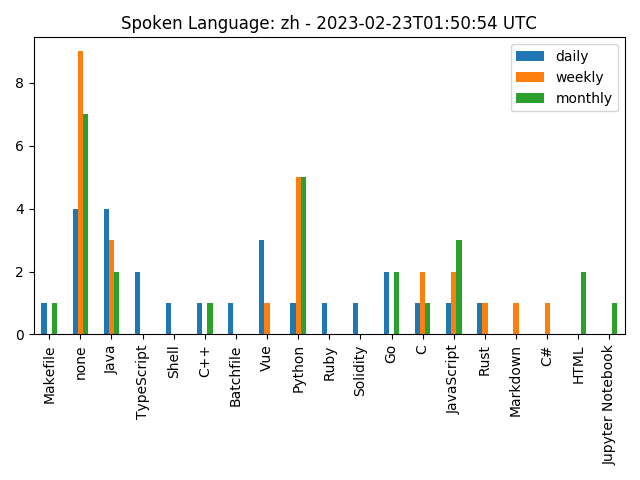 Spoken Language: zh - 2023-02-23T01:50:54 UTC
daily
weekly
monthly
8
6
4
2
0
Makefile
none
Java
TypeScript
Shell
C++
Batchfile
Vue
Python
Ruby
Solidity
Go
C
JavaScript
Rust
Markdown
C#
HTML
Jupyter Notebook